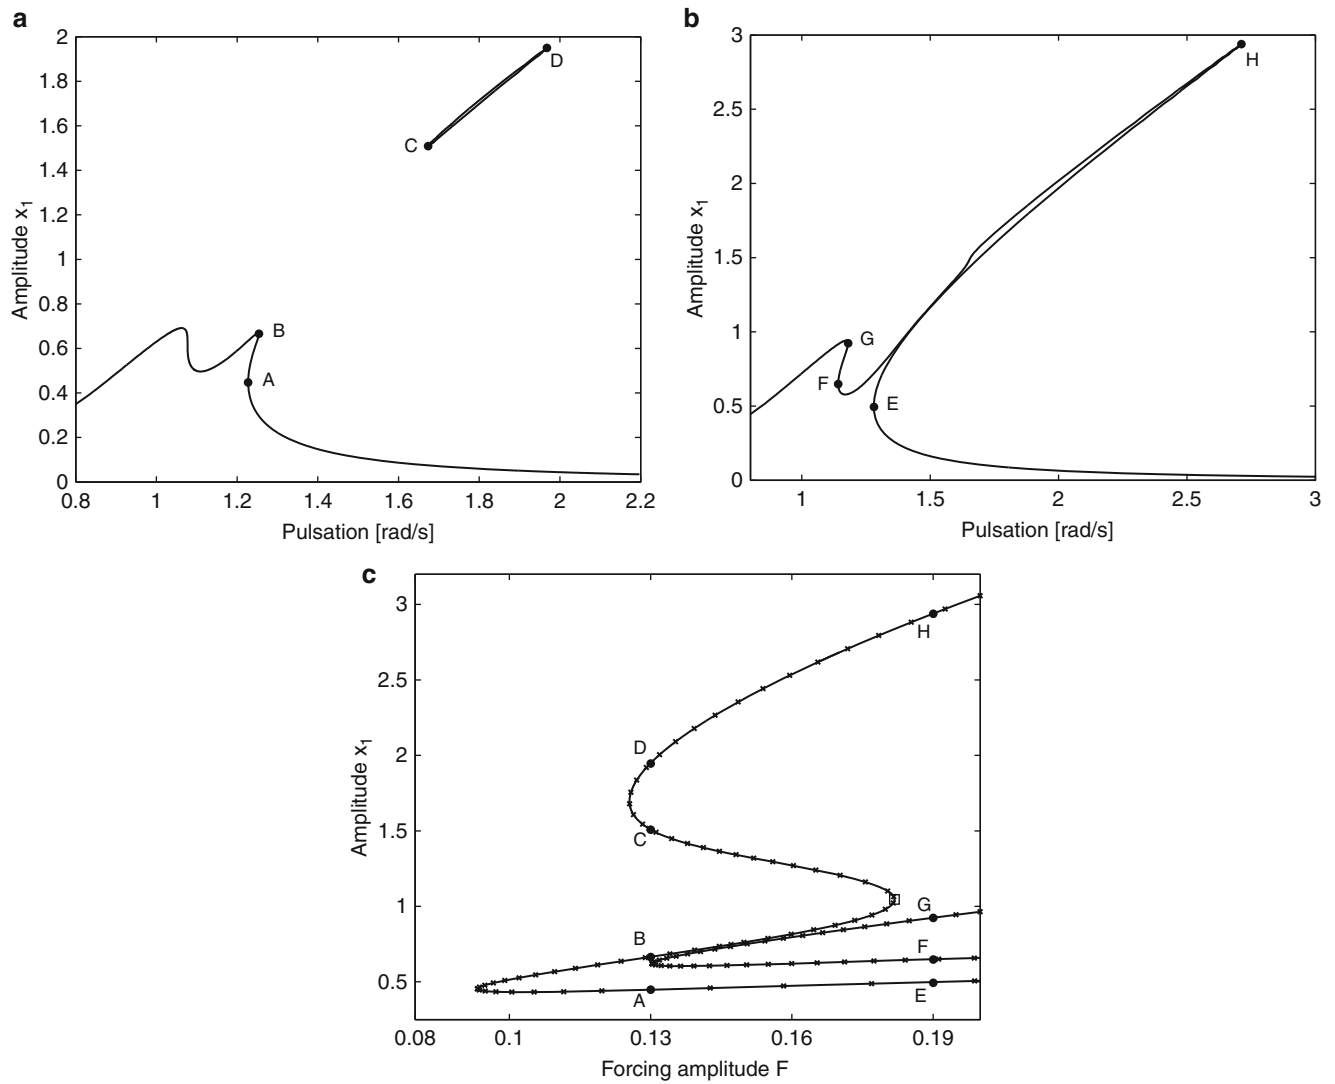 a
2
1.8
1.6
1.4
1.2
1
0.8
0.6
0.4
0.2
0
Amplitude x1
D
C
B
A
0.8
1
1.2
1.4
1.6
1.8
2
2.2
Pulsation [rad/s]
b
3
2.5
2
1.5
1
0.5
0
Amplitude x1
H
G
F
E
1
1.5
2
2.5
3
Pulsation [rad/s]
c
3
2.5
2
1.5
1
0.5
Amplitude x1
H
D
C
G
B
F
A
E
0.08
0.1
0.13
0.16
0.19
Forcing amplitude F